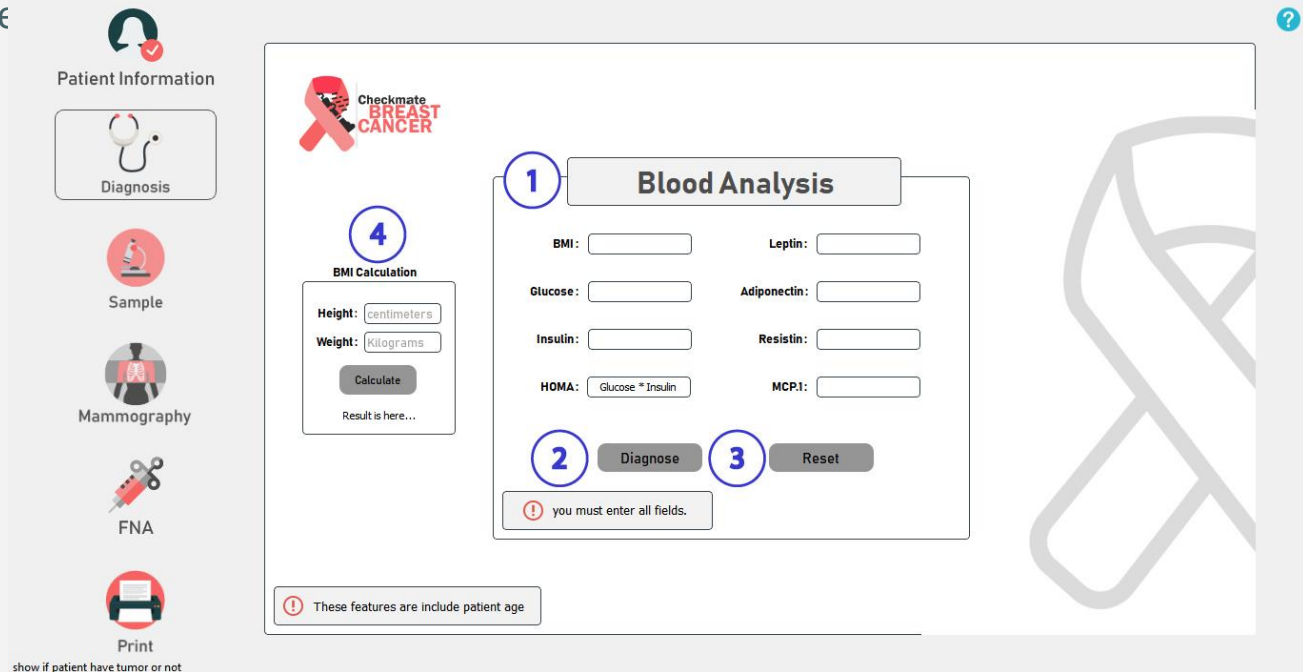 e
?
Patient Information
Diagnosis
Sample
Mammography
FNA
Print
show if patient have tumor or not
Checkmate
BREAST
CANCER
4
BMI Calculation
Height: centimeters
Weight: Kilograms
Calculate
Result is here...
1 Blood Analysis
BMI: Leptin:
Glucose: Adiponectin:
Insulin: Resistin:
HOMA: Glucose * Insulin MCP.1:
2 Diagnose 3 Reset
! you must enter all fields.
! These features are include patient age